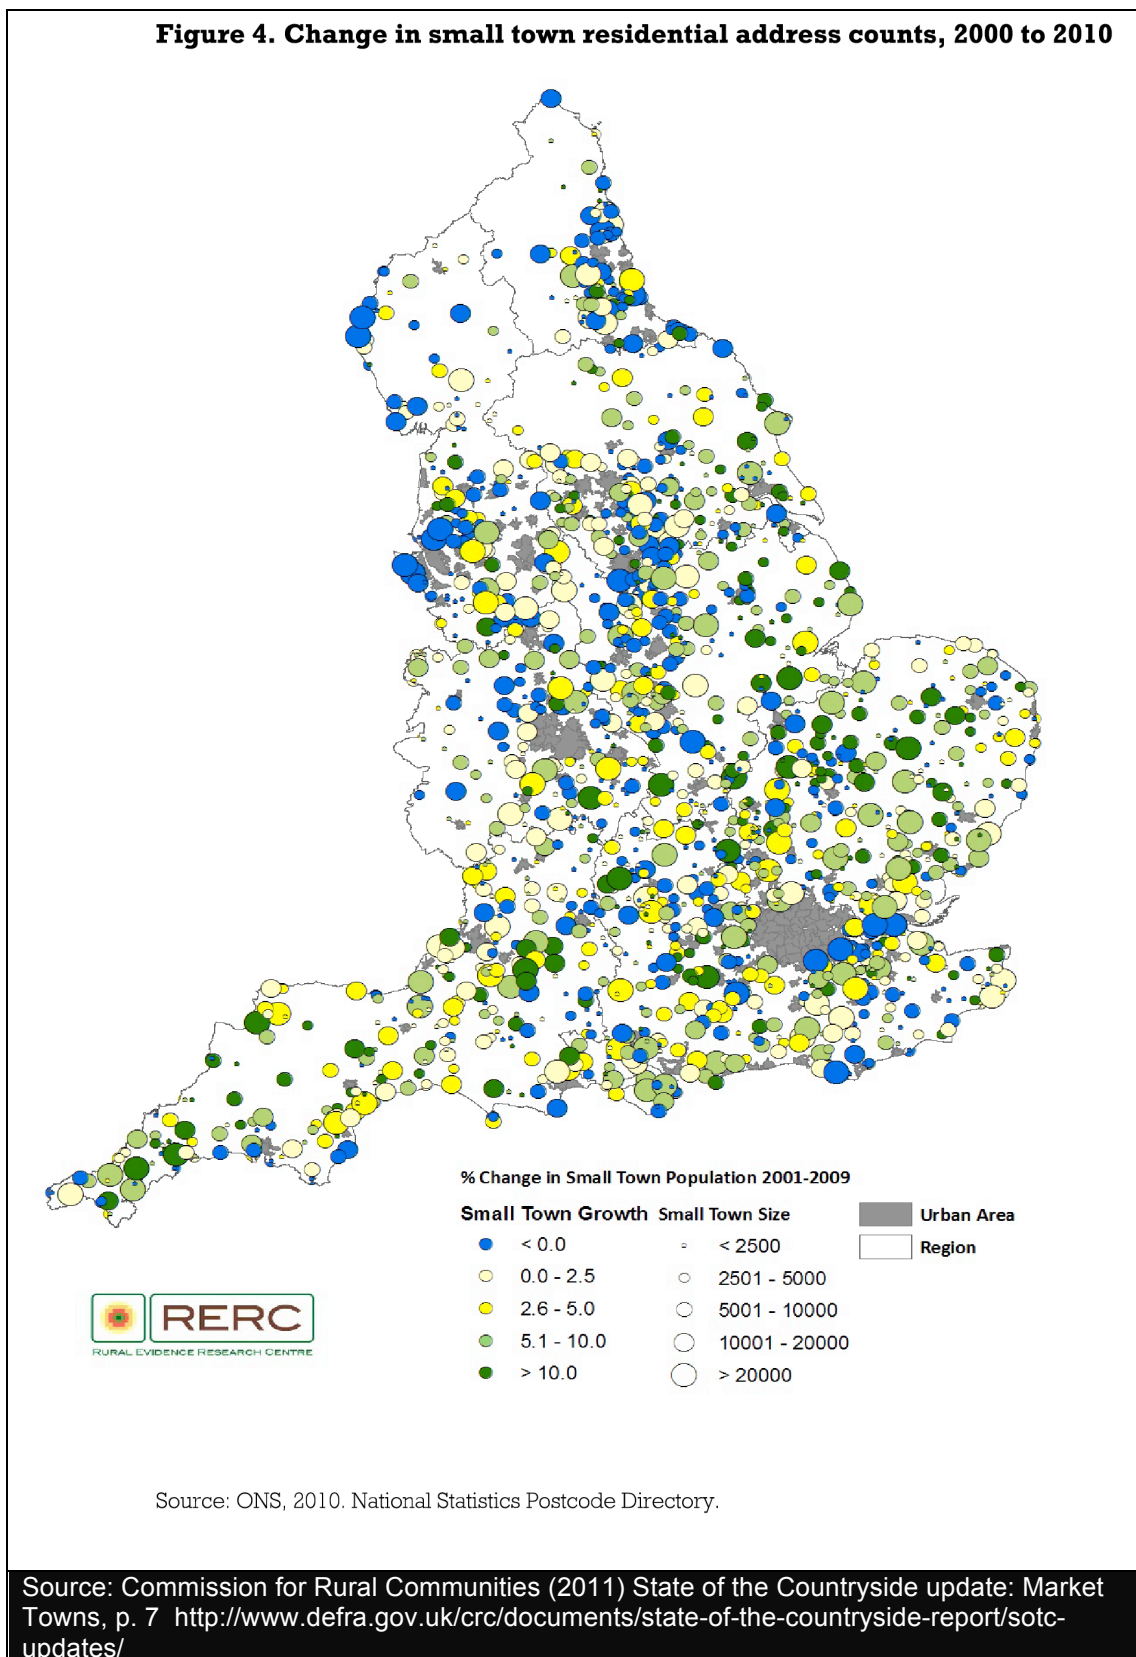 Figure 4. Change in small town residential address counts, 2000 to 2010
% Change in Small Town Population 2001-2009
Small Town Growth Small Town Size
< 0.0 < 2500 Urban Area
0.0 - 2.5 2501 - 5000 Region
2.6 - 5.0 5001 - 10000
5.1 - 10.0 10001 - 20000
> 10.0 > 20000
RERC
RURAL EVIDENCE RESEARCH CENTRE
Source: ONS, 2010. National Statistics Postcode Directory.
Source: Commission for Rural Communities (2011) State of the Countryside update: Market
Towns, p. 7 http://www.defra.gov.uk/crc/documents/state-of-the-countryside-report/sotc-
updates/